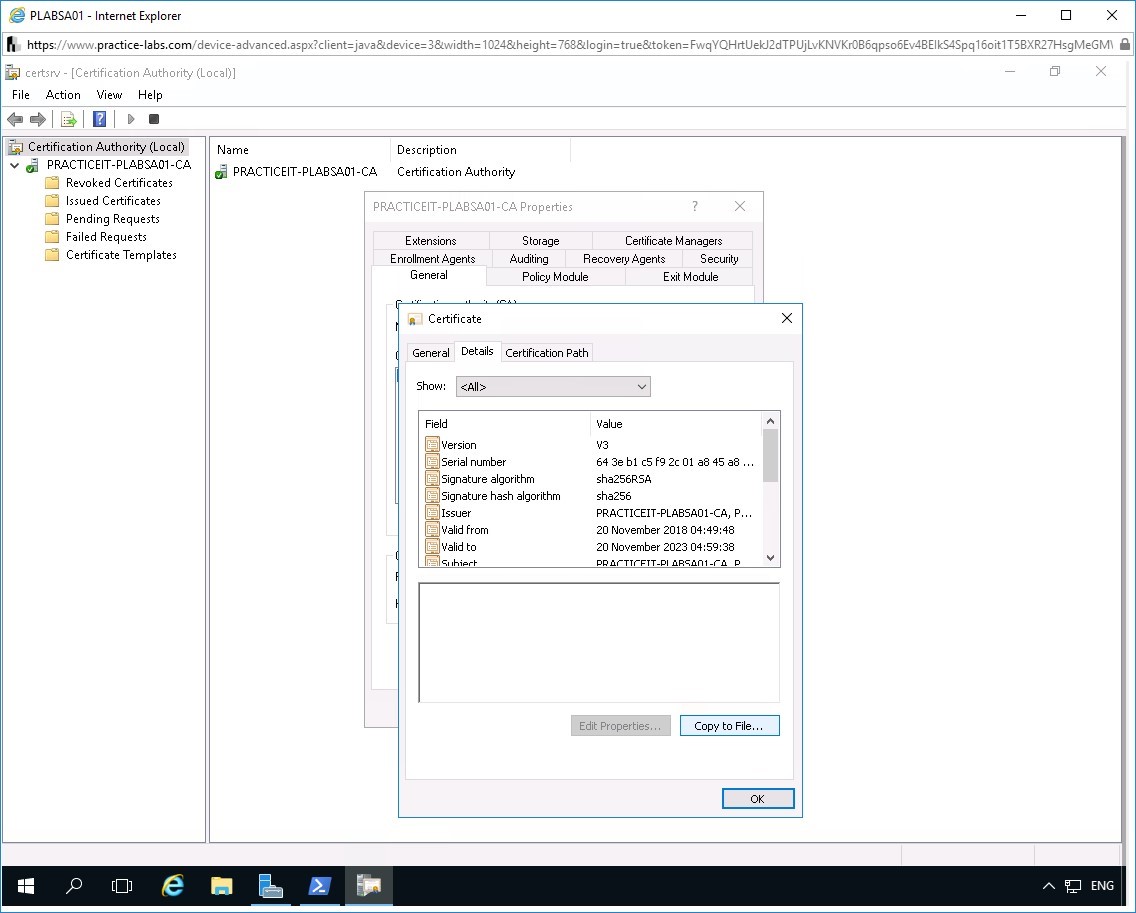 PLABSA01 - Internet Explorer
https://www.practice-labs.com/device-advanced.aspx?client=java&device=3&width=1024&height=768&login=true&token=
certsrv - [Certification Authority (Local)]
File Action View Help
Certification Authority (Local)
PRACTICEIT-PLABSA01-CA
Revoked Certificates
Issued Certificates
Pending Requests
Failed Requests
Certificate Templates
Name Description
PRACTICEIT-PLABSA01-CA Certification Authority
PRACTICEIT-PLABSA01-CA Properties
Extensions Storage Certificate Managers
Enrollment Agents Auditing Recovery Agents Security
General Policy Module Exit Module
Certificate
General Details Certification Path
Show: <All>
Field Value
Version V3
Serial number 64 3e b1 c5 f9 2c 01 a8 45 a8 ...
Signature algorithm sha256RSA
Signature hash algorithm sha256
Issuer PRACTICEIT-PLABSA01-CA, P...
Valid from 20 November 2018 04:49:48
Valid to 20 November 2023 04:59:38
Subject PRACTICEIT-PLABSA01-CA, P...
Edit Properties...
Copy to File...
OK
ENG